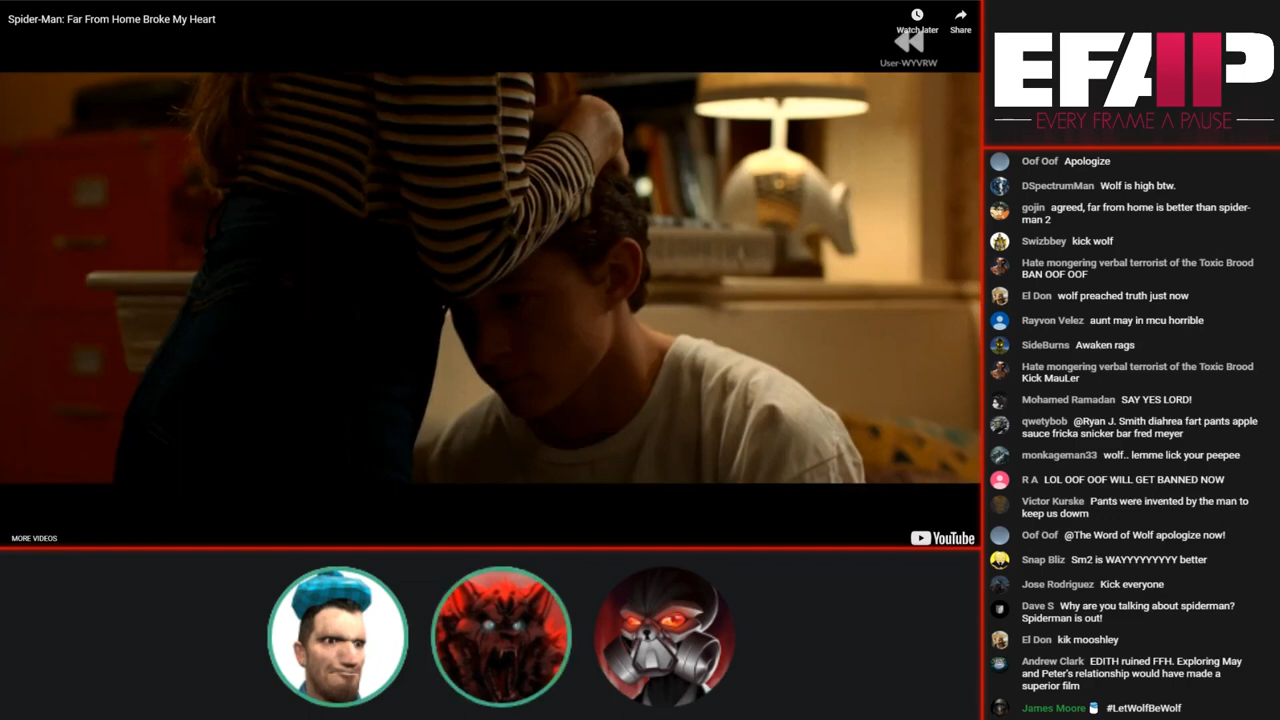 Spider-Man: Far From Home Broke My Heart
Watch later
Share
User-WYVRW
MORE VIDEOS
YouTube
EFAP
EVERY FRAME A PAUSE
Oof Oof Apologize
DSpectrumMan Wolf is high btw.
gojin agreed, far from home is better than spider-
man 2
Swizbbey kick wolf
Hate mongering verbal terrorist of the Toxic Brood
BAN OOF OOF
El Don wolf preached truth just now
Rayvon Velez aunt may in mcu horrible
SideBurns Awaken rags
Hate mongering verbal terrorist of the Toxic Brood
Kick MauLer
Mohamed Ramadan SAY YES LORD!
qwetybob @Ryan J. Smith diahrea fart pants apple
sauce fricka snicker bar fred meyer
monkageman33 wolf.. lemme lick your peepee
R A LOL OOF OOF WILL GET BANNED NOW
Victor Kurske Pants were invented by the man to
keep us dowm
Oof Oof @The Word of Wolf apologize now!
Snap Bliz Sm2 is WAYYYYYYYYY better
Jose Rodriguez Kick everyone
Dave S Why are you talking about spiderman?
Spiderman is out!
El Don kik mooshley
Andrew Clark EDITH ruined FFH. Exploring May
and Peter's relationship would have made a
superior film
James Moore #LetWolfBeWolf